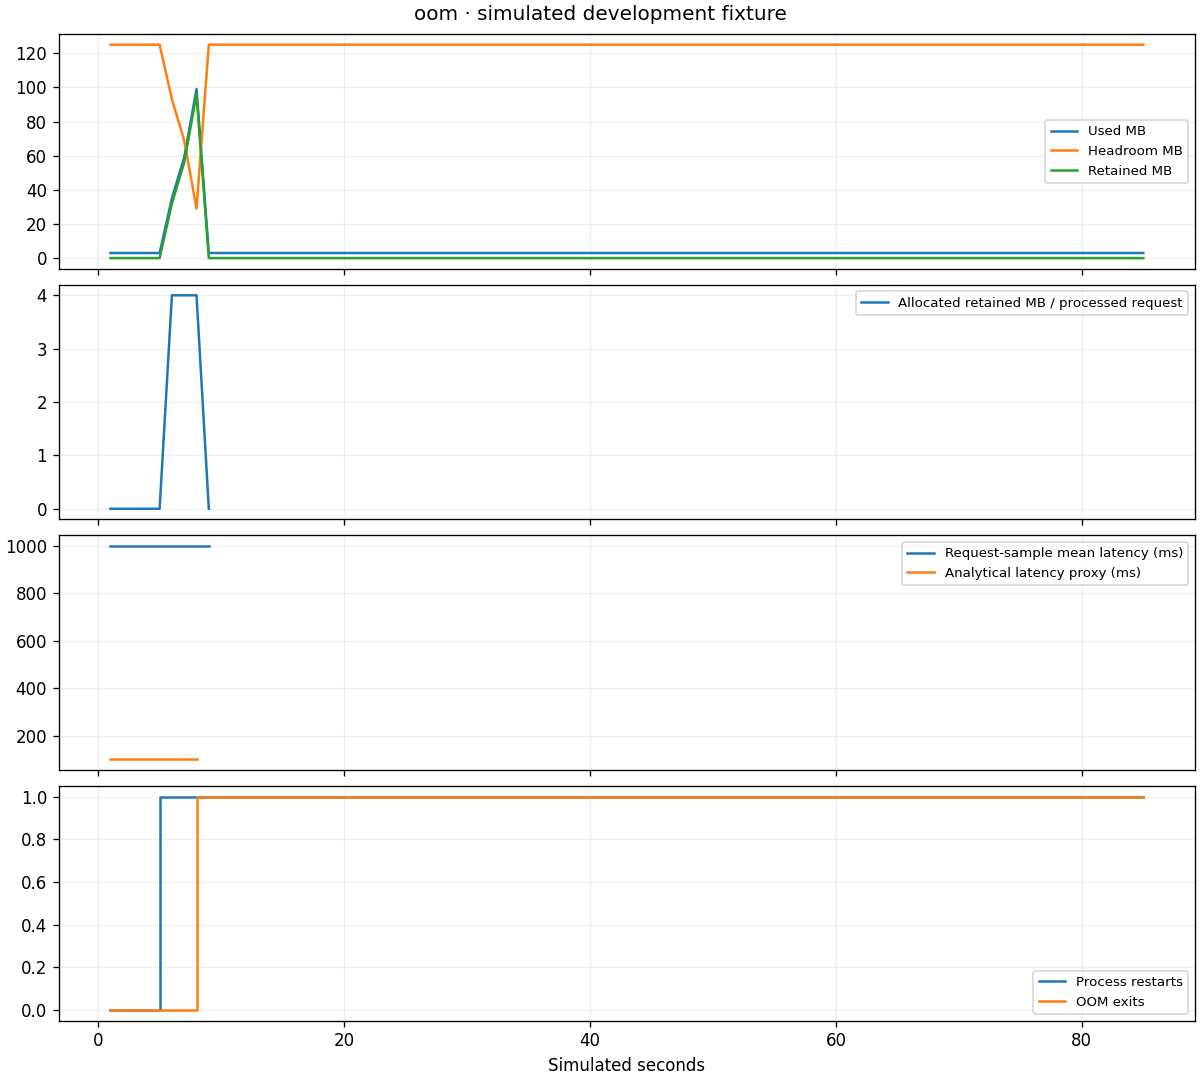 oom · simulated development fixture
120
100
80
60
40
20
0
Used MB
Headroom MB
Retained MB
4
3
2
1
0
Allocated retained MB / processed request
1000
800
600
400
200
Request-sample mean latency (ms)
Analytical latency proxy (ms)
1.0
0.8
0.6
0.4
0.2
0.0
Process restarts
OOM exits
0 20 40 60 80
Simulated seconds